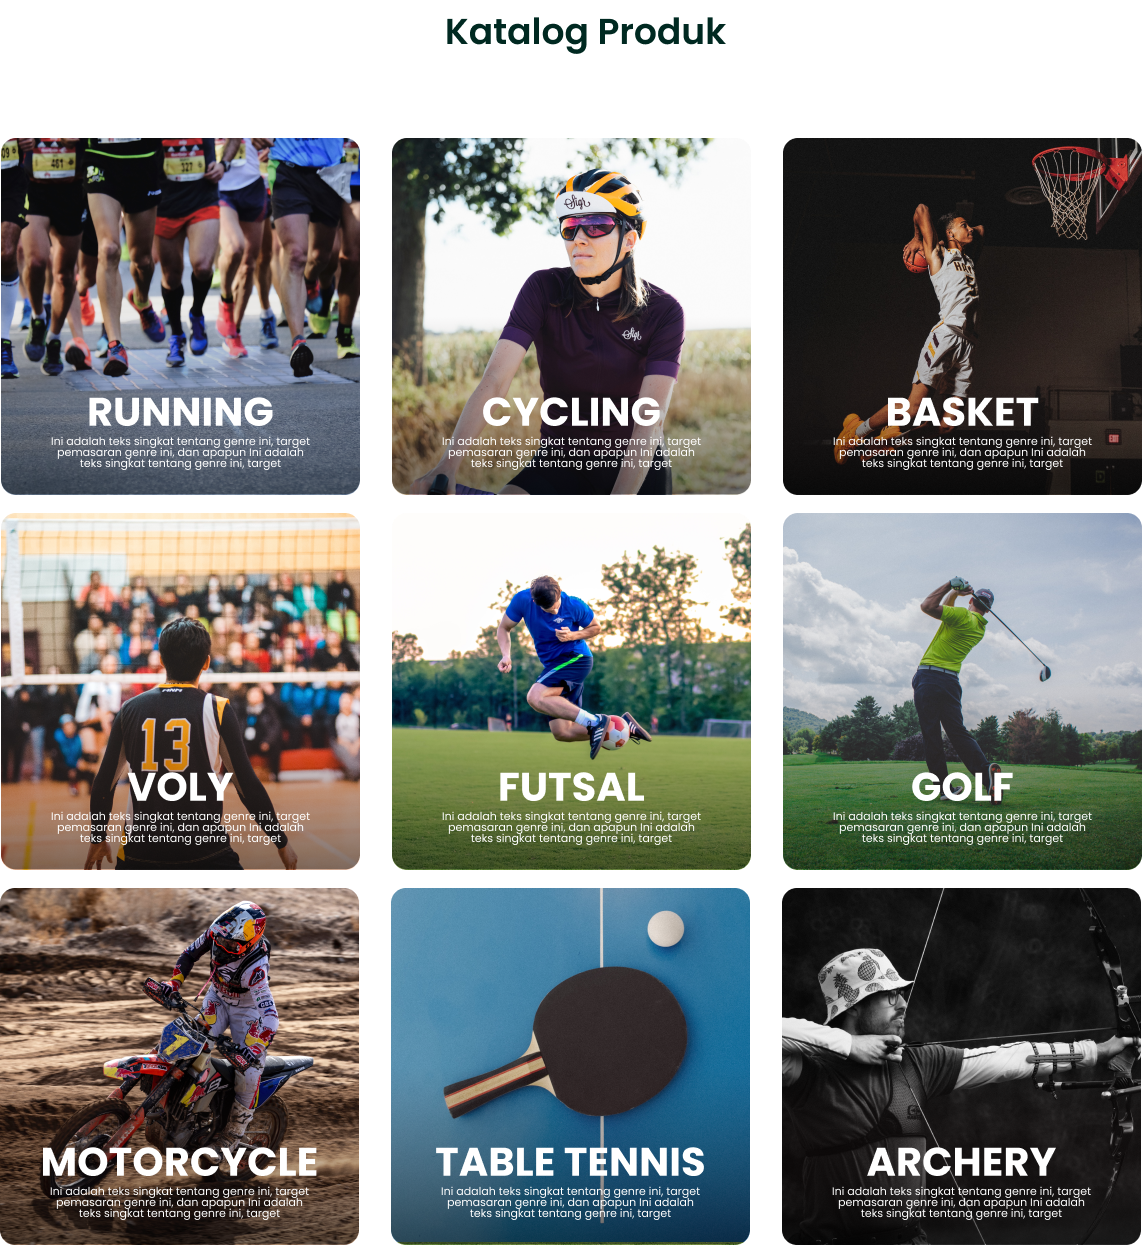 Katalog Produk
09
401
327
RUNNING
Ini adalah teks singkat tentang genre ini, target
pemasaran genre ini, dan apapun Ini adalah
teks singkat tentang genre ini, target
Sigr
Sigr
CYCLING
Ini adalah teks singkat tentang genre ini, target
pemasaran genre ini, dan apapun Ini adalah
teks singkat tentang genre ini, target
BASKET
Ini adalah teks singkat tentang genre ini, target
pemasaran genre ini, dan apapun Ini adalah
teks singkat tentang genre ini, target
13
VOLY
Ini adalah teks singkat tentang genre ini, target
pemasaran genre ini, dan apapun Ini adalah
teks singkat tentang genre ini, target
FUTSAL
Ini adalah teks singkat tentang genre ini, target
pemasaran genre ini, dan apapun Ini adalah
teks singkat tentang genre ini, target
GOLF
Ini adalah teks singkat tentang genre ini, target
pemasaran genre ini, dan apapun Ini adalah
teks singkat tentang genre ini, target
1
MOTORCYCLE
Ini adalah teks singkat tentang genre ini, target
pemasaran genre ini, dan apapun Ini adalah
teks singkat tentang genre ini, target
TABLE TENNIS
Ini adalah teks singkat tentang genre ini, target
pemasaran genre ini, dan apapun Ini adalah
teks singkat tentang genre ini, target
ARCHERY
Ini adalah teks singkat tentang genre ini, target
pemasaran genre ini, dan apapun Ini adalah
teks singkat tentang genre ini, target